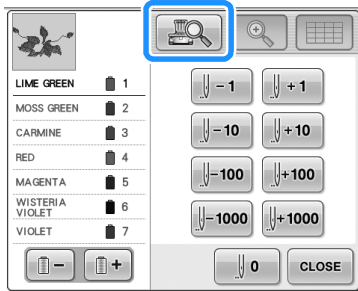 LIME GREEN 1
MOSS GREEN 2
CARMINE 3
RED 4
MAGENTA 5
WISTERIA
VIOLET 6
VIOLET 7
-1 +1
-10 +10
-100 +100
-1000 +1000
- +
0 CLOSE